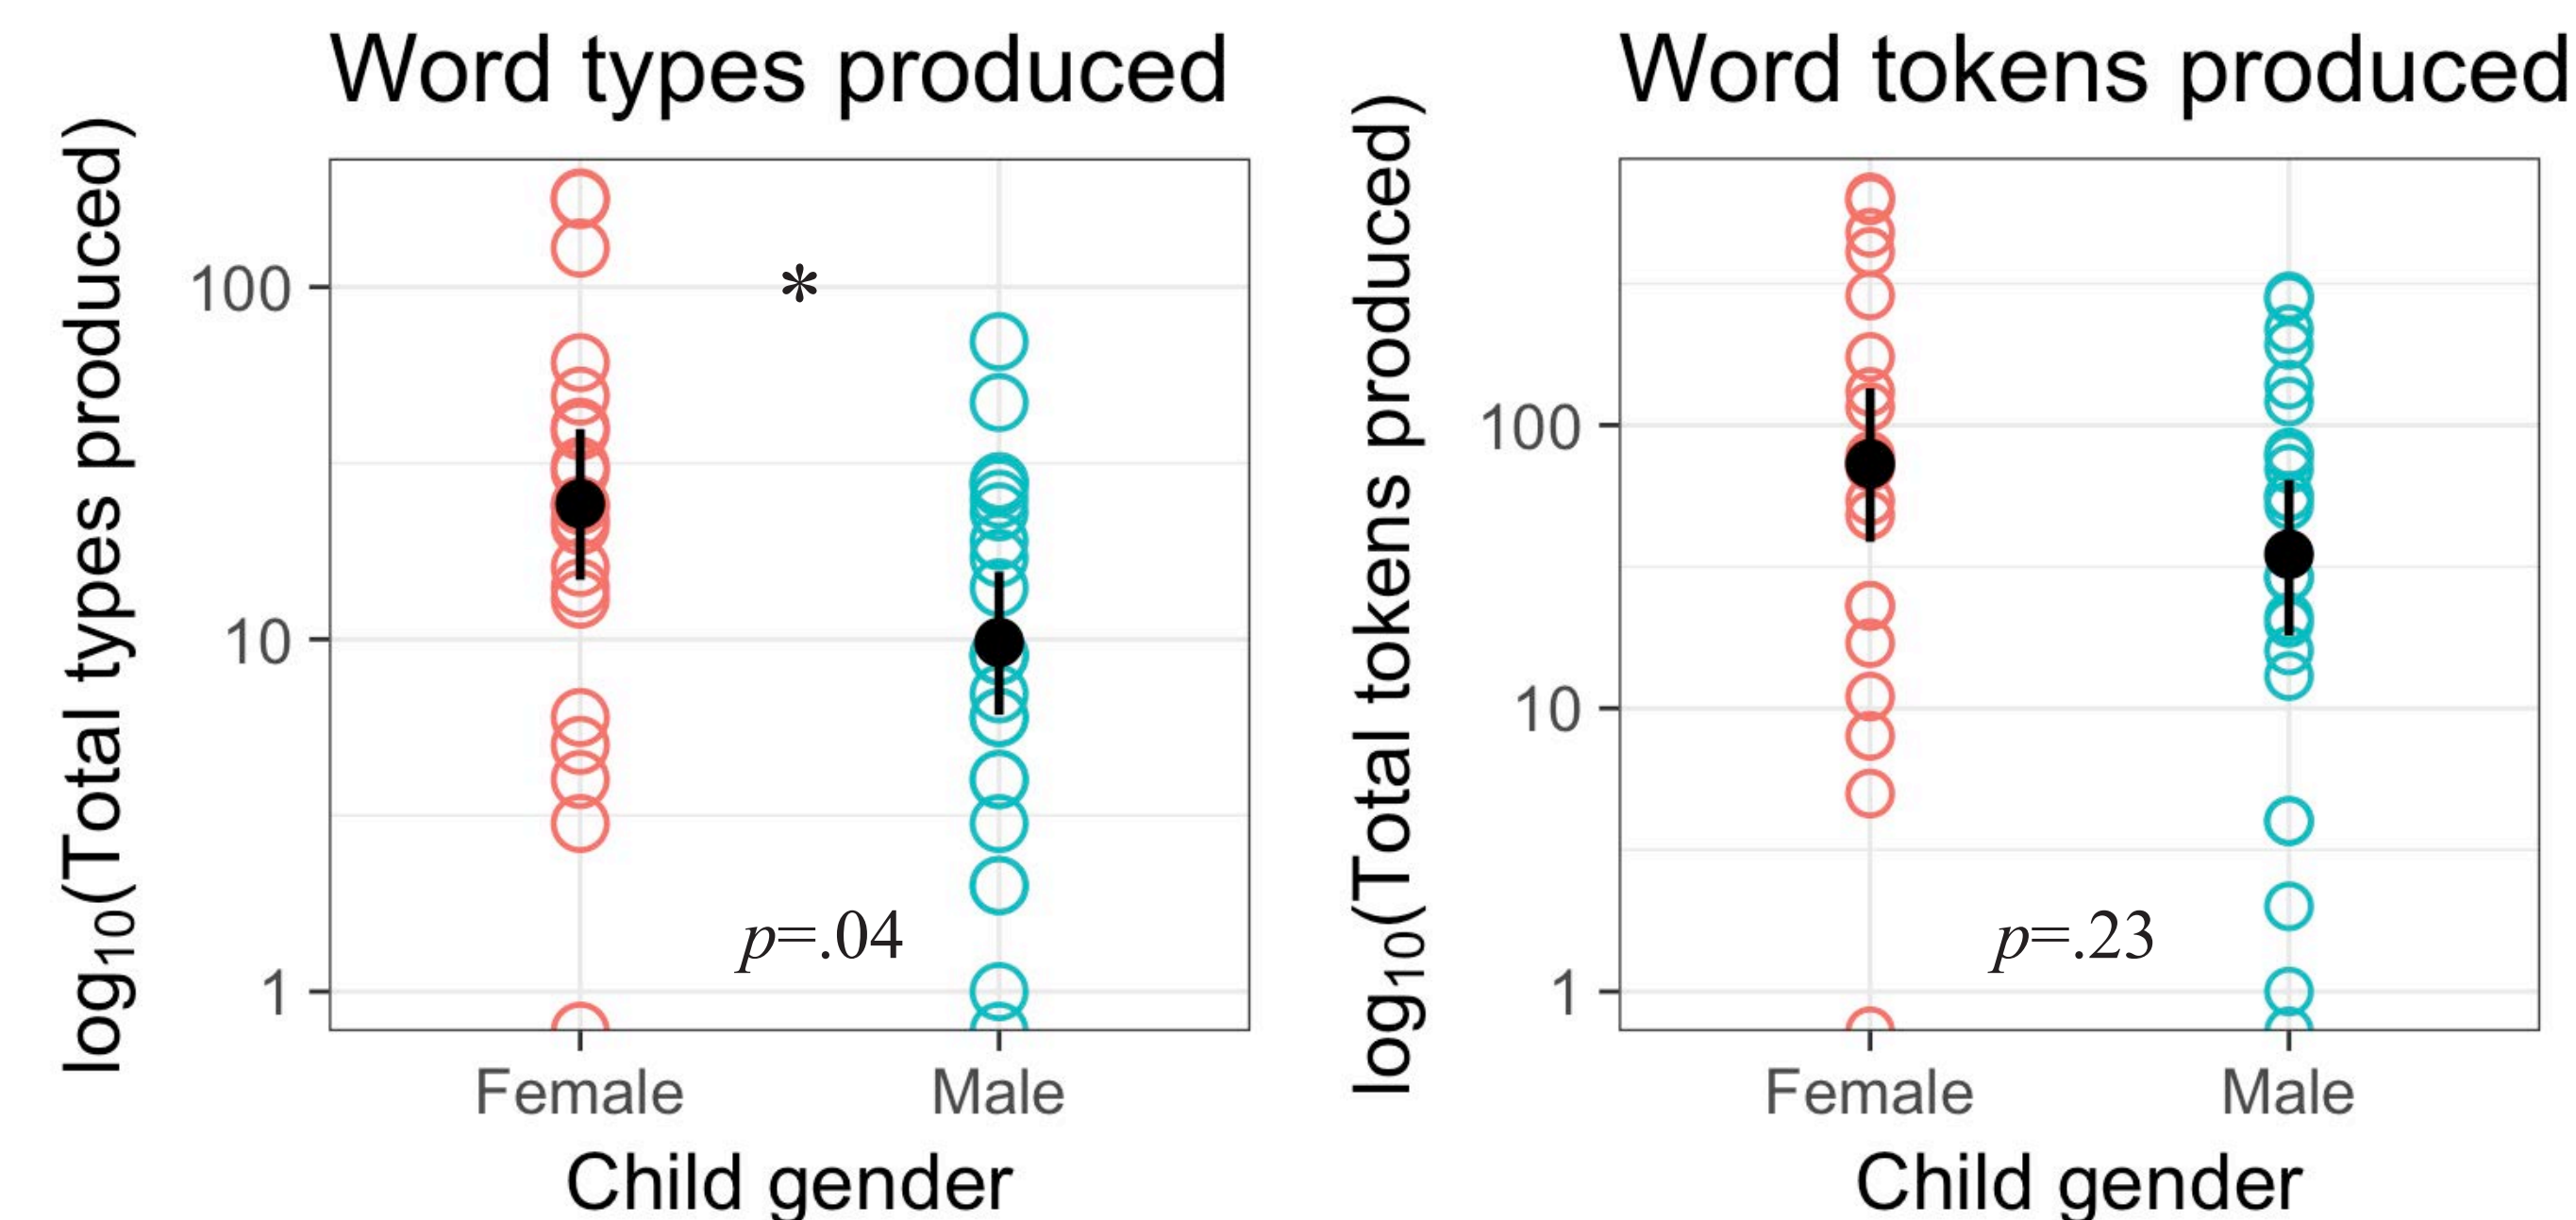 Word types produced
log10(Total types produced)
100
10
1
*
p=.04
Female
Male
Child gender
Word tokens produced
log10(Total tokens produced)
100
10
1
p=.23
Female
Male
Child gender